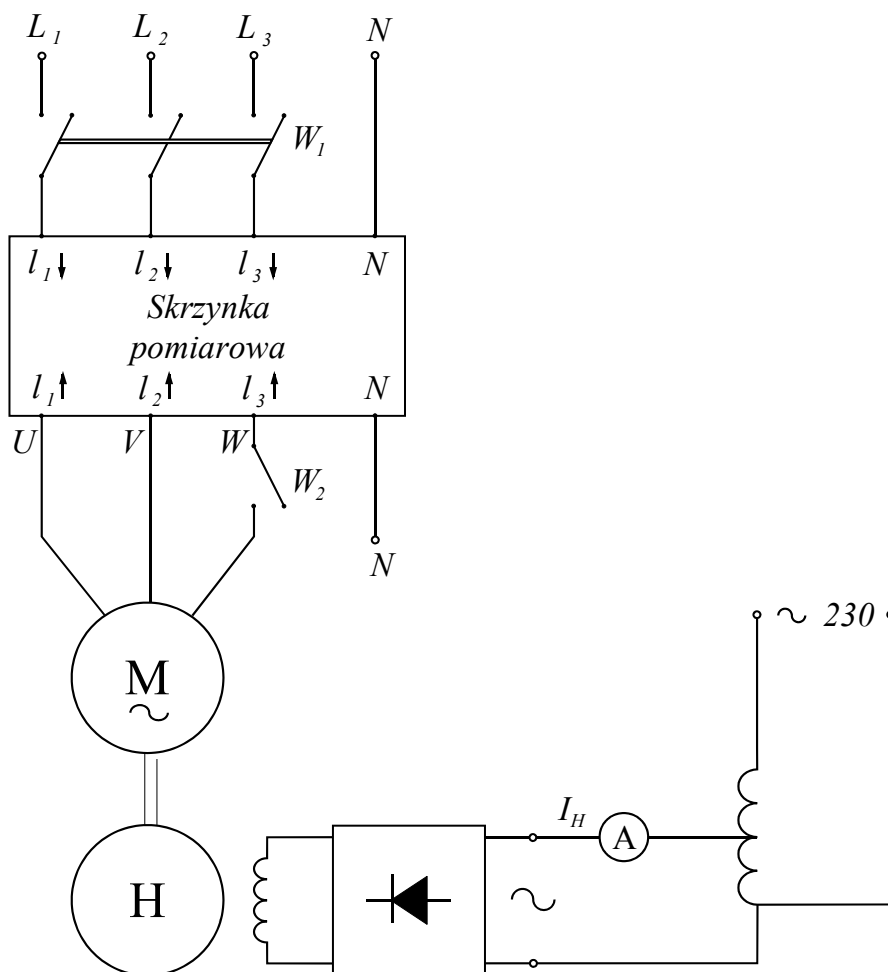 L₁ L₂ L₃ N
W₁
l₁ l₂ l₃ N
Skrzynka
pomiarowa
l₁ l₂ l₃ N
U V W
W₂
N
~ 230
M
~
I_H
A
H
~